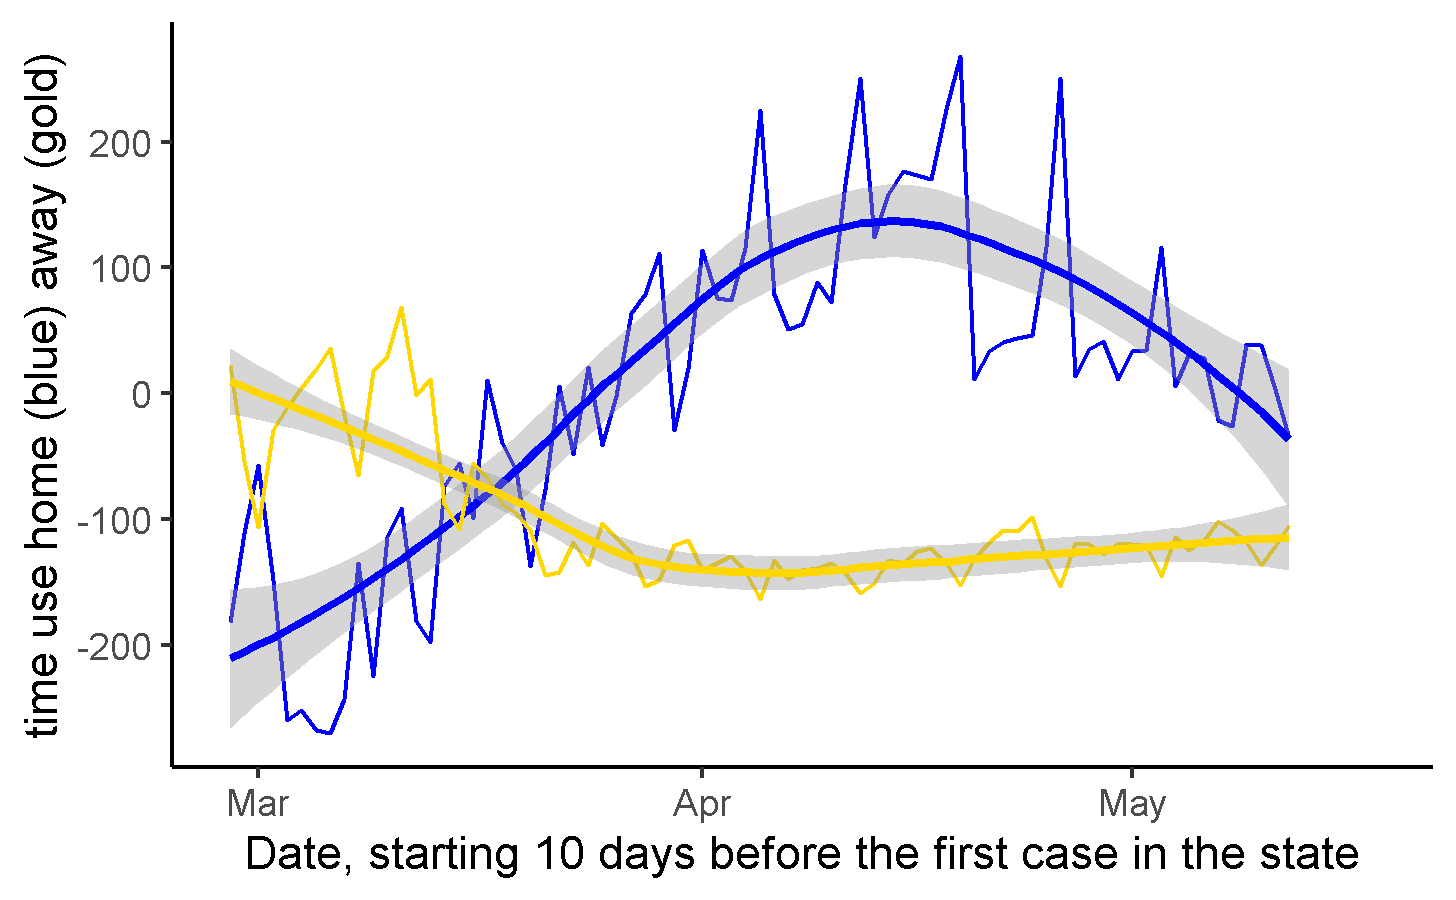 time use home (blue) away (gold)
200
100
0
-100
-200
Mar
Apr
May
Date, starting 10 days before the first case in the state